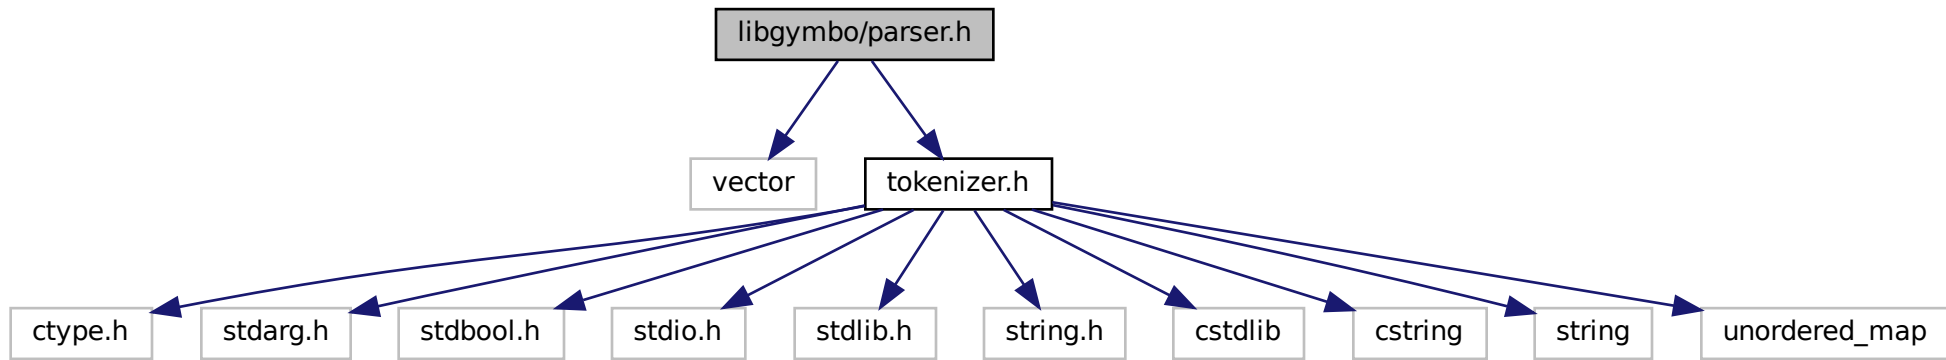 libgymbo/parser.h
vector
tokenizer.h
ctype.h
stdarg.h
stdbool.h
stdio.h
stdlib.h
string.h
cstdlib
cstring
string
unordered_map